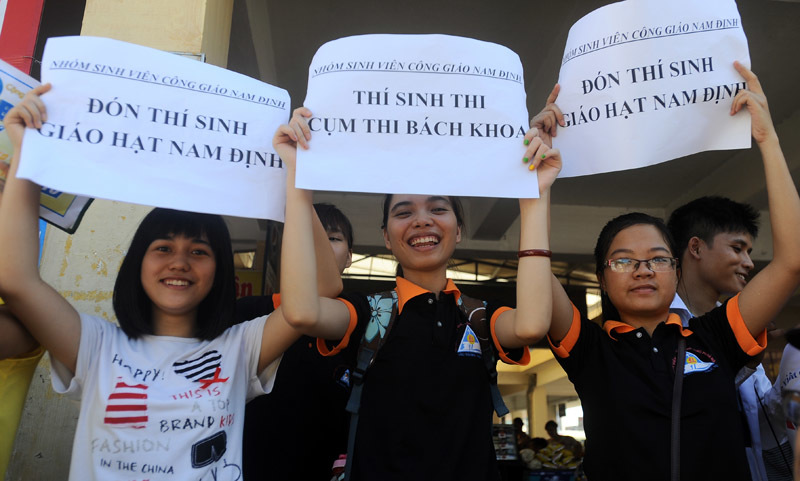 NHÓM SINH VIÊN CÔNG GIÁO NAM ĐỊNH
ĐÓN THÍ SINH
GIÁO HẠT NAM ĐỊNH
NHÓM SINH VIÊN CÔNG GIÁO NAM ĐỊNH
THÍ SINH THI
CỤM THI BÁCH KHOA
NHÓM SINH VIÊN CÔNG GIÁO NAM ĐỊNH
ĐÓN THÍ SINH
GIÁO HẠT NAM ĐỊNH
HAPPY!
THIS IS
A TOP
BRAND KIDS
FASHION
IN THE CHINA